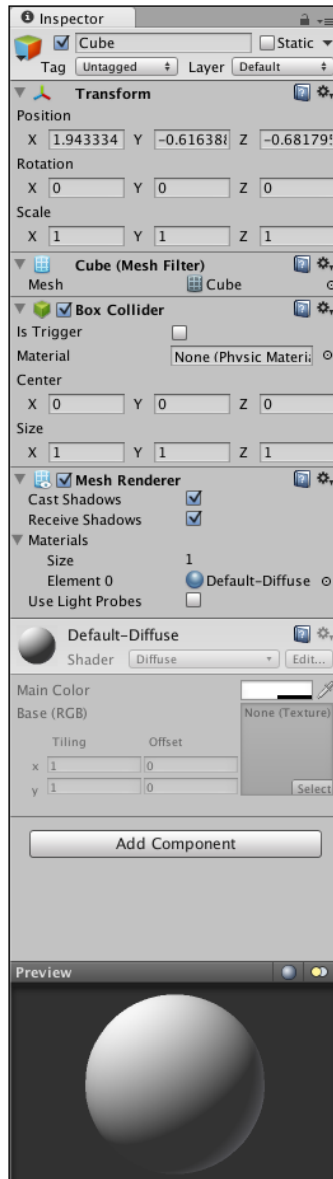 Inspector
Cube Static
Tag Untagged Layer Default
Transform
Position
X 1.943334 Y -0.61638 Z -0.681795
Rotation
X 0 Y 0 Z 0
Scale
X 1 Y 1 Z 1
Cube (Mesh Filter)
Mesh Cube
Box Collider
Is Trigger
Material None (Physic Materia
Center
X 0 Y 0 Z 0
Size
X 1 Y 1 Z 1
Mesh Renderer
Cast Shadows
Receive Shadows
Materials
Size 1
Element 0 Default-Diffuse
Use Light Probes
Default-Diffuse
Shader Diffuse Edit...
Main Color
Base (RGB) None (Texture)
Tiling Offset
x 1 0
y 1 0 Select
Add Component
Preview